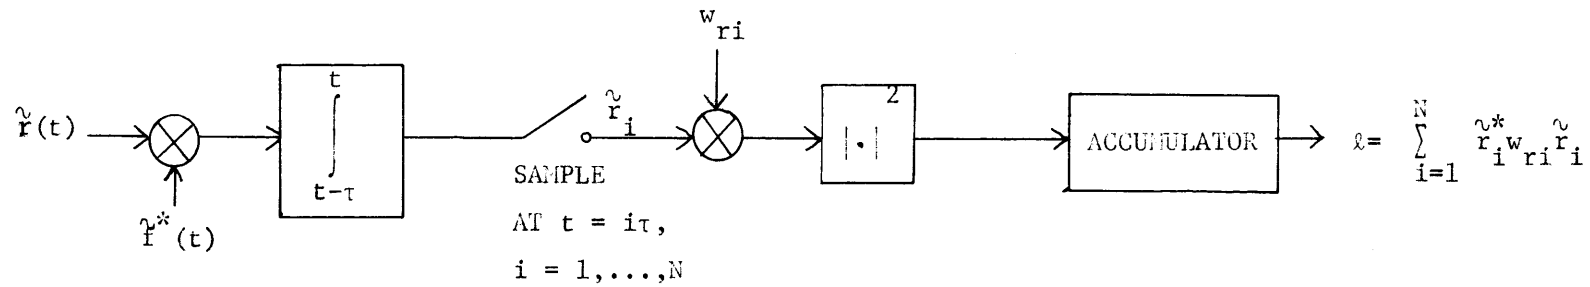 w_ri
r̃(t)
f̃*(t)
t
∫
t-τ
r̃_i
SAMPLE
AT t = iτ,
i = 1,...,N
|·|²
ACCUMULATOR
ℓ= Σ_{i=1}^{N} r̃_i* w_ri r̃_i